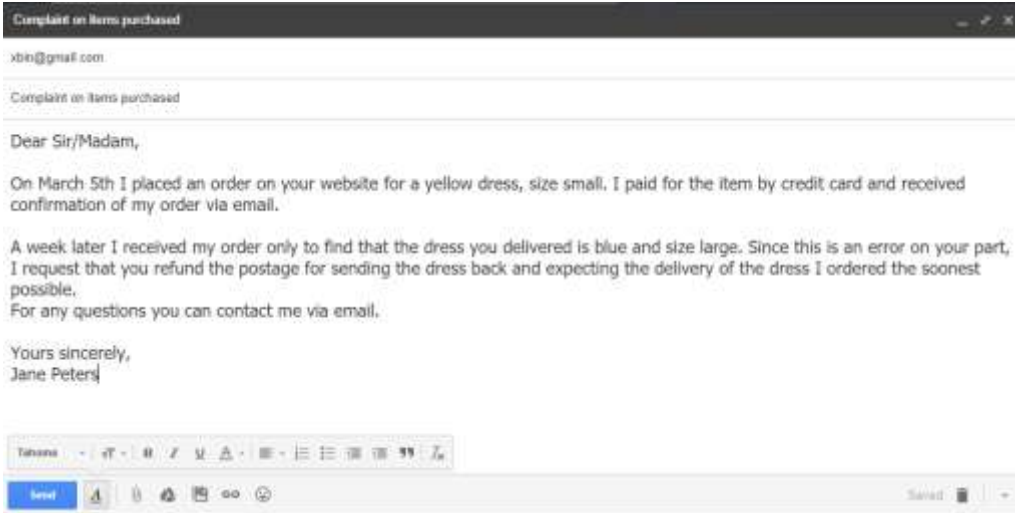 Complaint on items purchased
xbin@gmail.com
Complaint on items purchased
Dear Sir/Madam,
On March 5th I placed an order on your website for a yellow dress, size small. I paid for the item by credit card and received
confirmation of my order via email.
A week later I received my order only to find that the dress you delivered is blue and size large. Since this is an error on your part,
I request that you refund the postage for sending the dress back and expecting the delivery of the dress I ordered the soonest
possible.
For any questions you can contact me via email.
Yours sincerely,
Jane Peters
Tahoma
Send
Saved